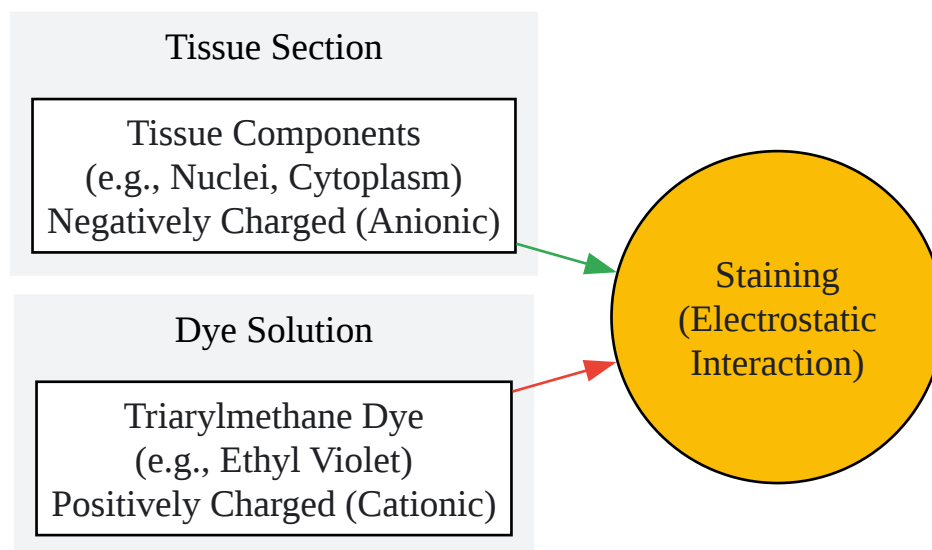 Tissue Section
Tissue Components
(e.g., Nuclei, Cytoplasm)
Negatively Charged (Anionic)
Dye Solution
Triarylmethane Dye
(e.g., Ethyl Violet)
Positively Charged (Cationic)
Staining
(Electrostatic
Interaction)